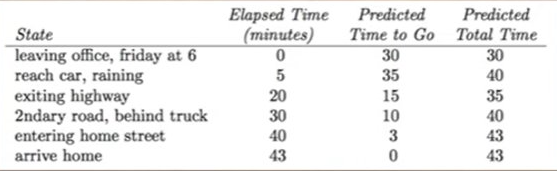 Elapsed Time Predicted Predicted
State (minutes) Time to Go Total Time
leaving office, friday at 6 0 30 30
reach car, raining 5 35 40
exiting highway 20 15 35
2ndary road, behind truck 30 10 40
entering home street 40 3 43
arrive home 43 0 43